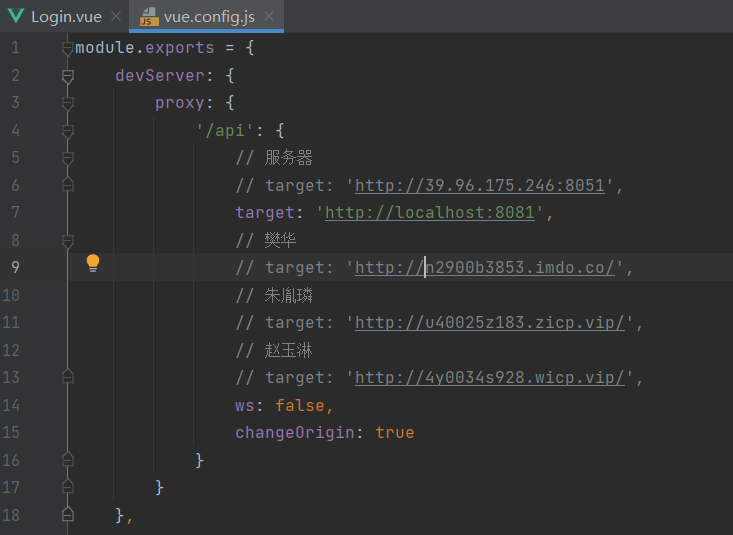 Login.vue vue.config.js
1 module.exports = {
2 devServer: {
3 proxy: {
4 '/api': {
5 // 服务器
6 // target: 'http://39.96.175.246:8051',
7 target: 'http://localhost:8081',
8 // 樊华
9 // target: 'http://n2900b3853.imdo.co/',
10 // 朱胤璘
11 // target: 'http://u40025z183.zicp.vip/',
12 // 赵玉淋
13 // target: 'http://4y0034s928.wicp.vip/',
14 ws: false,
15 changeOrigin: true
16 }
17 }
18 },